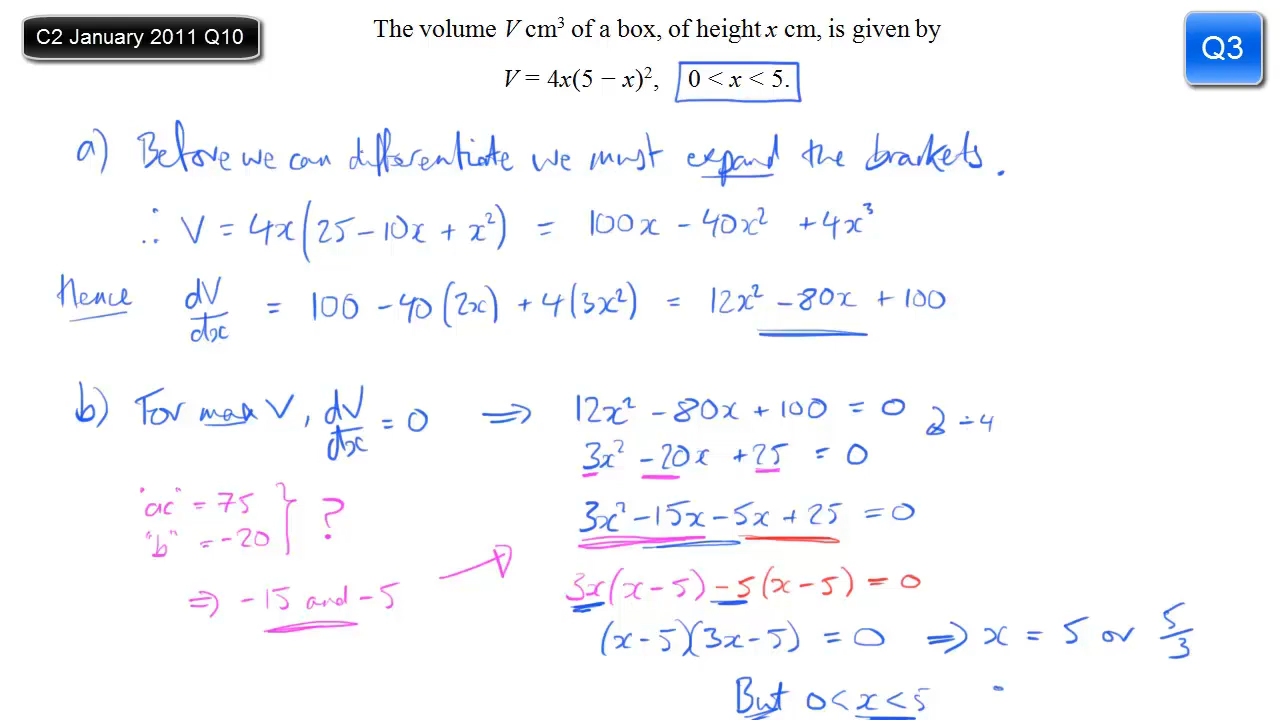 C2 January 2011 Q10
The volume V cm³ of a box, of height x cm, is given by
V = 4x(5 − x)², 0 < x < 5.
Q3
a) Before we can differentiate we must expand the brackets.
∴ V = 4x(25 − 10x + x²) = 100x − 40x² + 4x³
Hence dV/dx = 100 − 40(2x) + 4(3x²) = 12x² − 80x + 100
b) For max V, dV/dx = 0 ⇒ 12x² − 80x + 100 = 0 ÷4
3x² − 20x + 25 = 0
"ac" = 75
"b" = −20 } ?
⇒ −15 and −5
3x² − 15x − 5x + 25 = 0
3x(x − 5) − 5(x − 5) = 0
(x − 5)(3x − 5) = 0 ⇒ x = 5 or 5/3
But 0 < x < 5